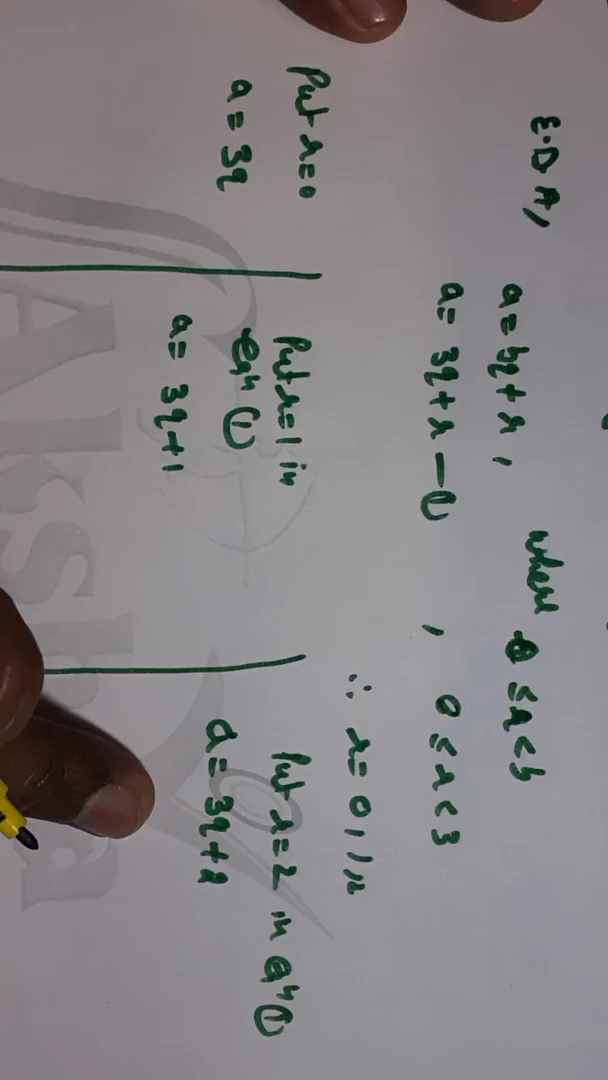 E.D A, a = bq + r, where 0 ≤ r < b
a = 3q + r —①, 0 ≤ r < 3
∴ r = 0, 1, 2
Put r=0
a = 3q
Put r=1 in
eqⁿ ①
a = 3q+1
Put r=2 in eqⁿ ①
a = 3q+2
Aksh